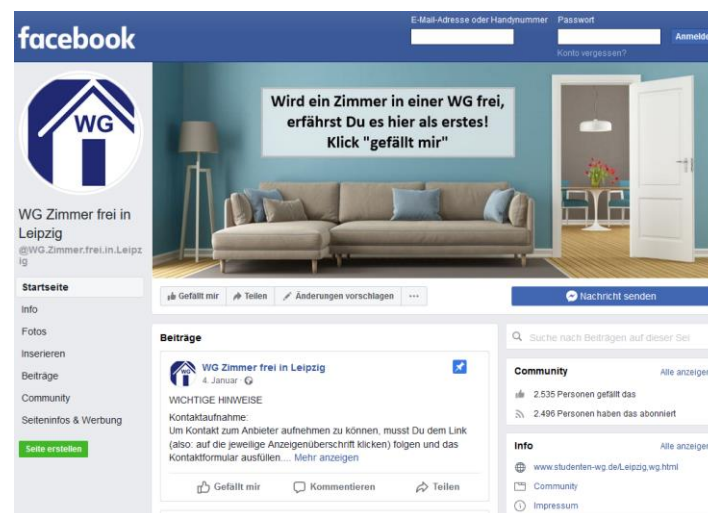 facebook
E-Mail-Adresse oder Handynummer
Passwort
Konto vergessen?
WG
WG Zimmer frei in
Leipzig
@WG.Zimmer.frei.in.Leipz
ig
Wird ein Zimmer in einer WG frei,
erfährst Du es hier als erstes!
Klick "gefällt mir"
Startseite
Info
Fotos
Inserieren
Beiträge
Community
Seiteninfos & Werbung
Seite erstellen
Gefällt mir
Teilen
Änderungen vorschlagen
...
Nachricht senden
Beiträge
WG
WG Zimmer frei in Leipzig
4. Januar ·
WICHTIGE HINWEISE
Kontaktaufnahme:
Um Kontakt zum Anbieter aufnehmen zu können, musst Du dem Link
(also: auf die jeweilige Anzeigenüberschrift klicken) folgen und das
Kontaktformular ausfüllen.... Mehr anzeigen
Gefällt mir
Kommentieren
Teilen
Suche nach Beiträgen auf dieser Sei
Community
Alle anzeigen
2.535 Personen gefällt das
2.496 Personen haben das abonniert
Info
Alle anzeigen
www.studenten-wg.de/Leipzig,wg.html
Community
Impressum